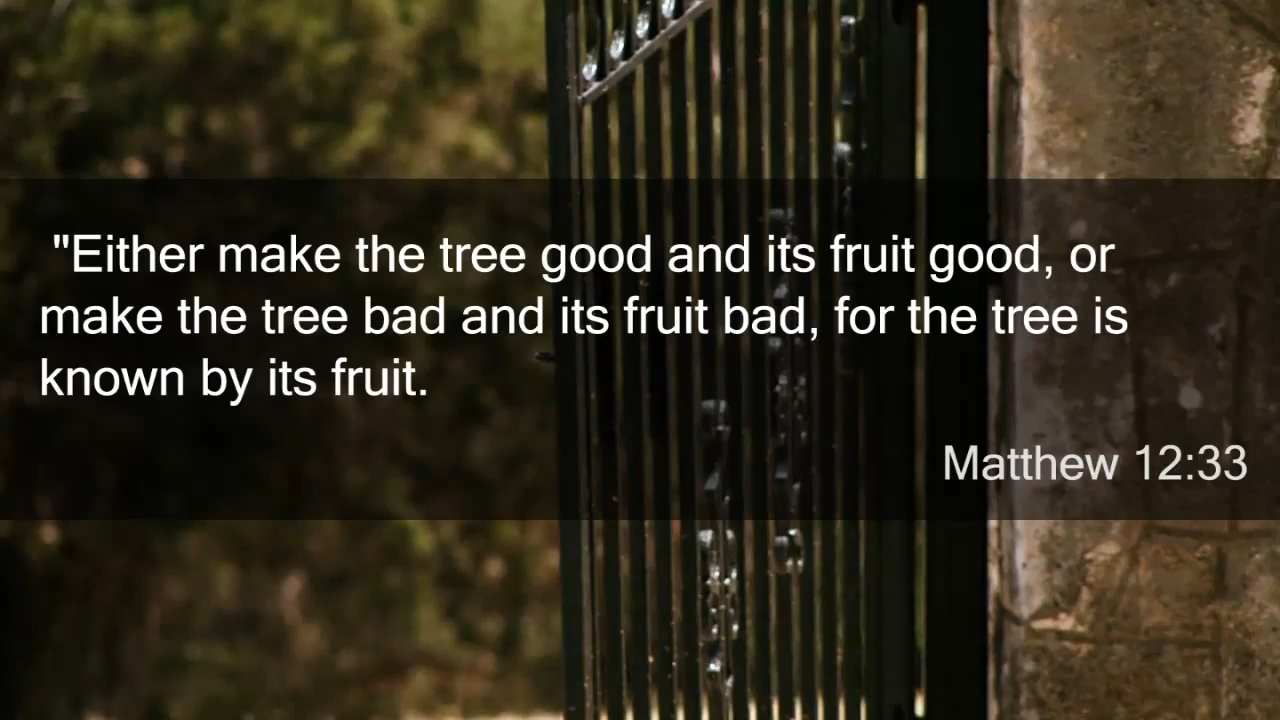 "Either make the tree good and its fruit good, or
make the tree bad and its fruit bad, for the tree is
known by its fruit.
Matthew 12:33